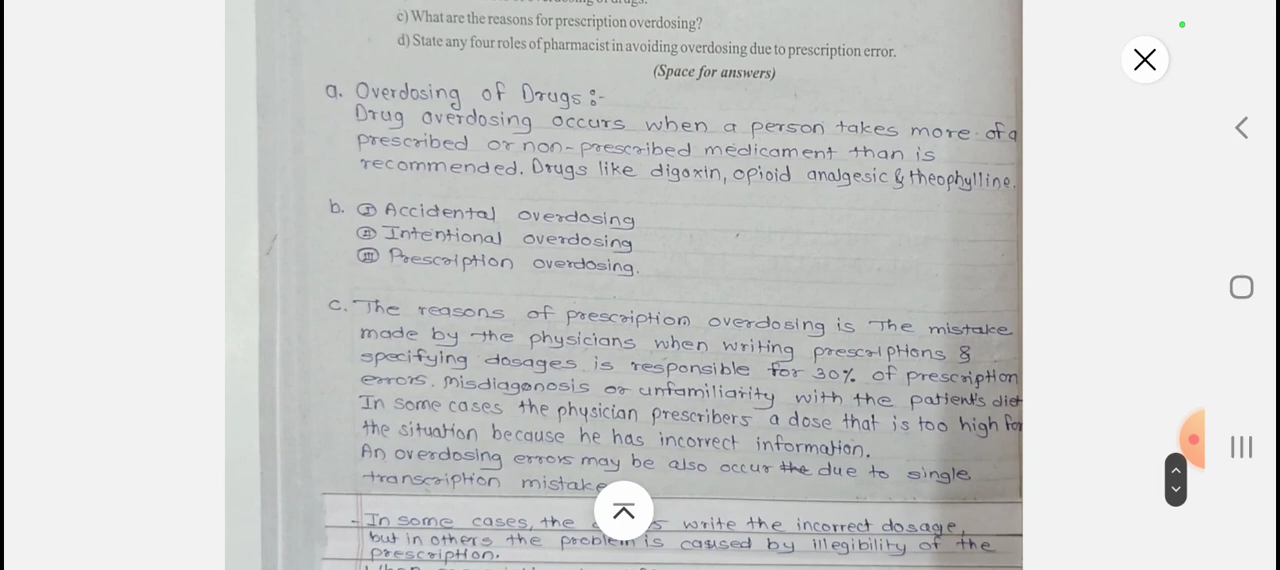 c) What are the reasons for prescription overdosing?
d) State any four roles of pharmacist in avoiding overdosing due to prescription error.
(Space for answers)
a. Overdosing of Drugs :-
Drug overdosing occurs when a person takes more of a
prescribed or non-prescribed medicament than is
recommended. Drugs like digoxin, opioid analgesic & theophylline.
b. I Accidental overdosing
II Intentional overdosing
III Prescription overdosing.
c. The reasons of prescription overdosing is The mistake
made by the physicians when writing prescriptions &
specifying dosages is responsible for 30% of prescription
errors. Misdiagonosis or unfamiliarity with the patient's diet
In some cases the physician prescribers a dose that is too high for
the situation because he has incorrect information.
An overdosing errors may be also occur the due to single
transcription mistake
- In some cases, the write the incorrect dosage,
but in others the problem is caused by illegibility of the
prescription.